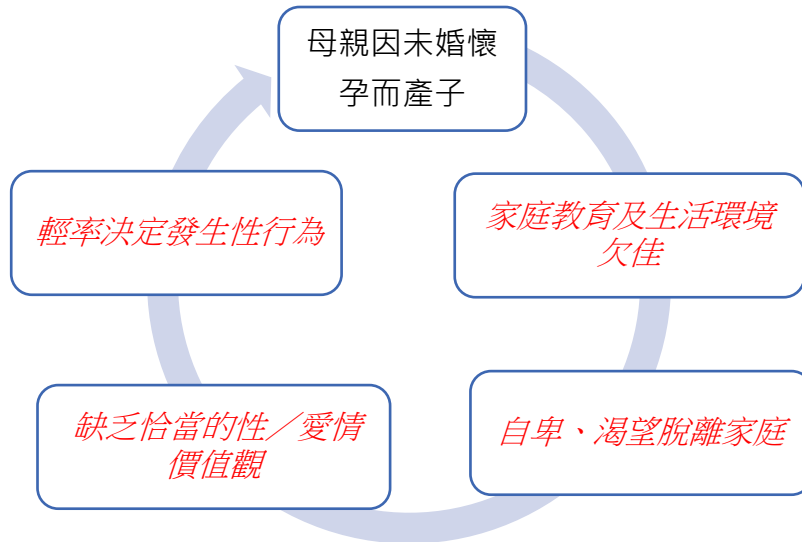 母親因未婚懷
孕而產子
家庭教育及生活環境
欠佳
自卑、渴望脫離家庭
缺乏恰當的性／愛情
價值觀
輕率決定發生性行為